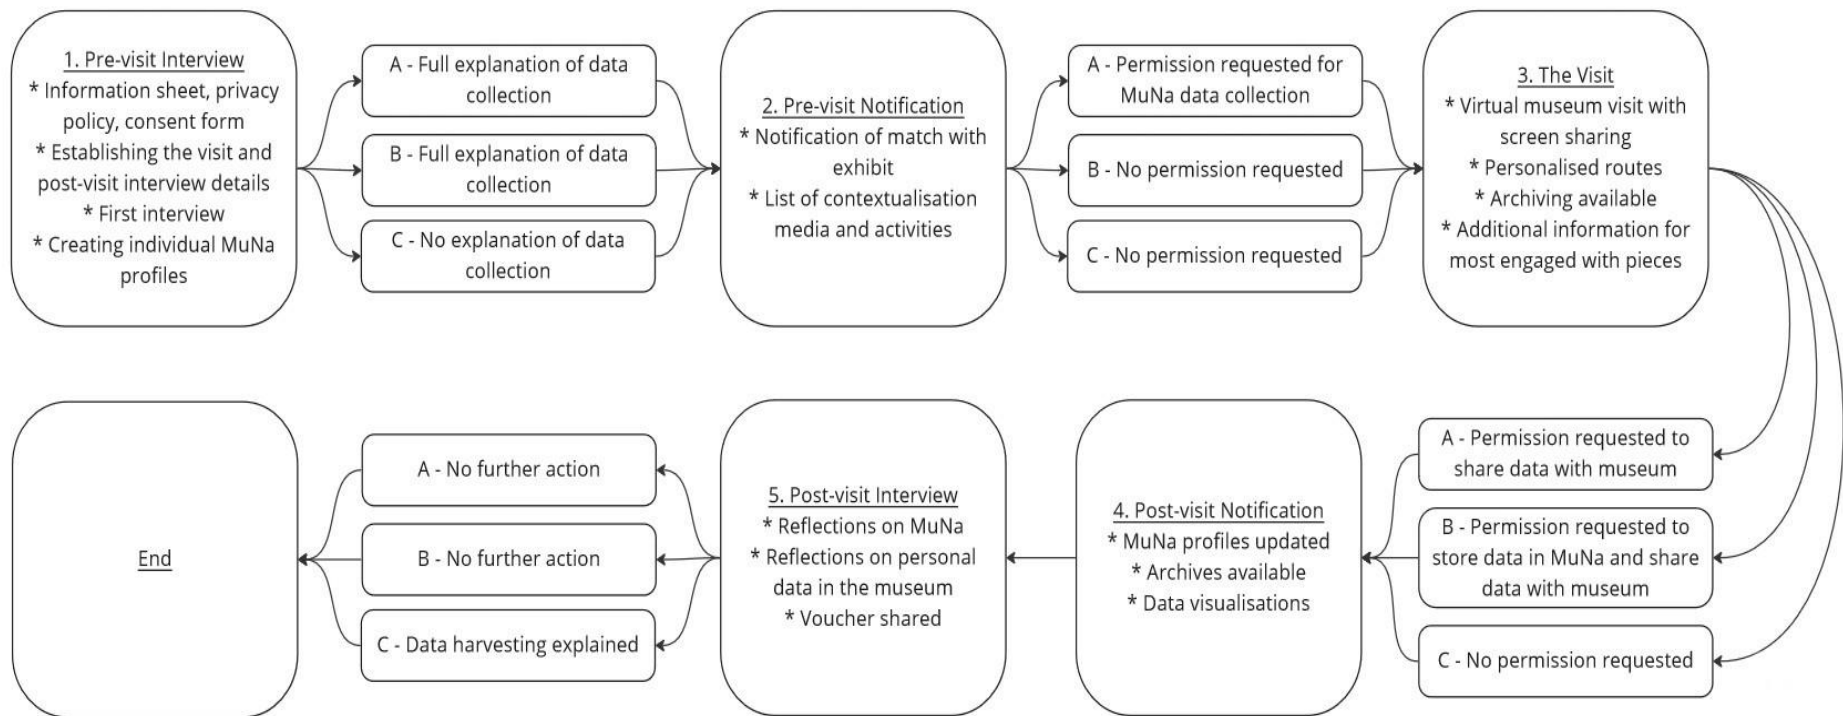 1. Pre-visit Interview
* Information sheet, privacy
policy, consent form
* Establishing the visit and
post-visit interview details
* First interview
* Creating individual MuNa
profiles
A - Full explanation of data
collection
B - Full explanation of data
collection
C - No explanation of data
collection
2. Pre-visit Notification
* Notification of match with
exhibit
* List of contextualisation
media and activities
A - Permission requested for
MuNa data collection
B - No permission requested
C - No permission requested
3. The Visit
* Virtual museum visit with
screen sharing
* Personalised routes
* Archiving available
* Additional information for
most engaged with pieces
A - Permission requested to
share data with museum
B - Permission requested to
store data in MuNa and share
data with museum
C - No permission requested
4. Post-visit Notification
* MuNa profiles updated
* Archives available
* Data visualisations
5. Post-visit Interview
* Reflections on MuNa
* Reflections on personal
data in the museum
* Voucher shared
A - No further action
B - No further action
C - Data harvesting explained
End